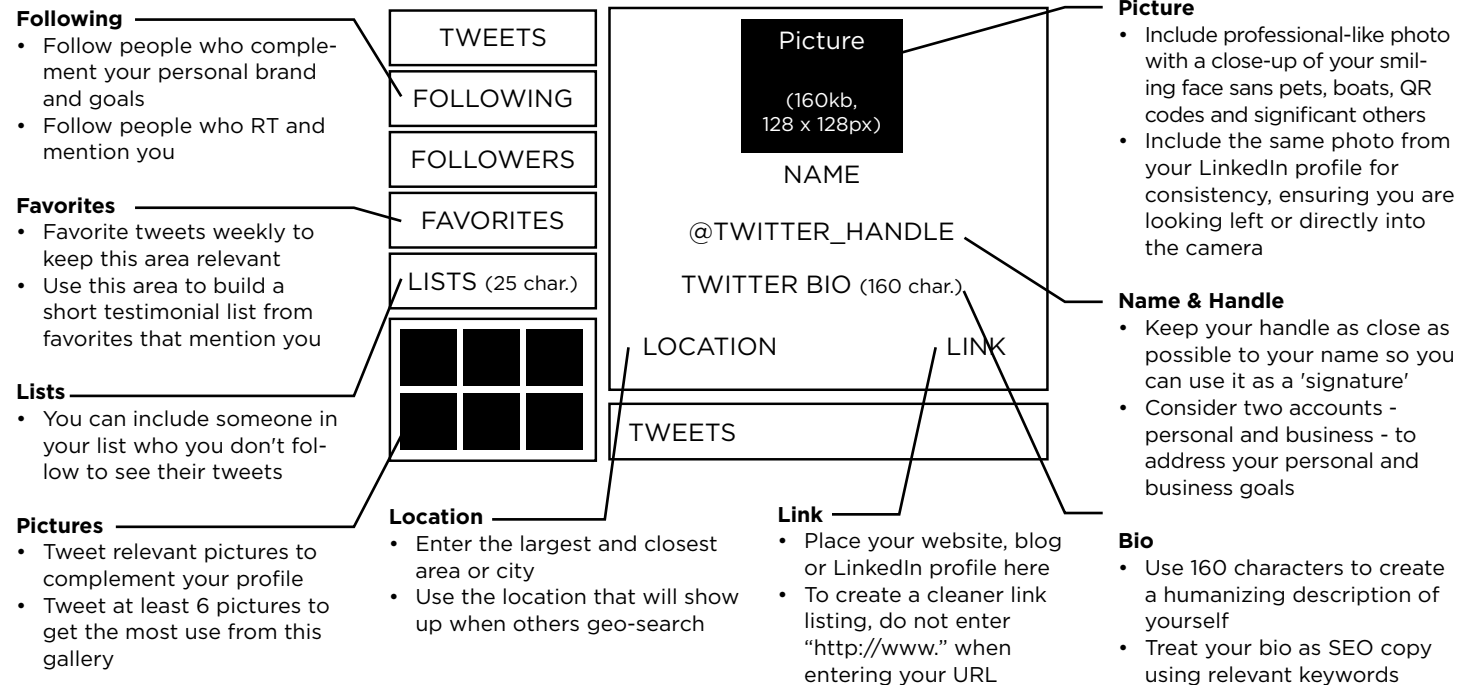 Following
• Follow people who comple-
ment your personal brand
and goals
• Follow people who RT and
mention you
Favorites
• Favorite tweets weekly to
keep this area relevant
• Use this area to build a
short testimonial list from
favorites that mention you
Lists
• You can include someone in
your list who you don't fol-
low to see their tweets
Pictures
• Tweet relevant pictures to
complement your profile
• Tweet at least 6 pictures to
get the most use from this
gallery
TWEETS
FOLLOWING
FOLLOWERS
FAVORITES
LISTS (25 char.)
Picture
(160kb,
128 x 128px)
NAME
@TWITTER_HANDLE
TWITTER BIO (160 char.)
LOCATION
LINK
TWEETS
Location
• Enter the largest and closest
area or city
• Use the location that will show
up when others geo-search
Link
• Place your website, blog
or LinkedIn profile here
• To create a cleaner link
listing, do not enter
“http://www.” when
entering your URL
Picture
• Include professional-like photo
with a close-up of your smil-
ing face sans pets, boats, QR
codes and significant others
• Include the same photo from
your LinkedIn profile for
consistency, ensuring you are
looking left or directly into
the camera
Name & Handle
• Keep your handle as close as
possible to your name so you
can use it as a 'signature'
• Consider two accounts -
personal and business - to
address your personal and
business goals
Bio
• Use 160 characters to create
a humanizing description of
yourself
• Treat your bio as SEO copy
using relevant keywords